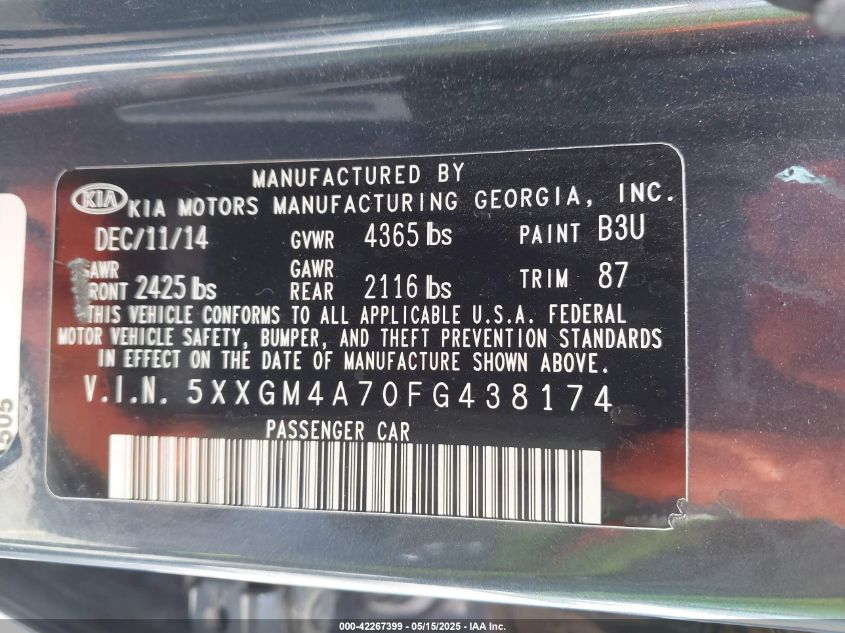 MANUFACTURED BY
KIA KIA MOTORS MANUFACTURING GEORGIA, INC.
DEC/11/14 GVWR 4365 lbs PAINT B3U
GAWR FRONT 2425 lbs GAWR REAR 2116 lbs TRIM 87
THIS VEHICLE CONFORMS TO ALL APPLICABLE U.S.A. FEDERAL
MOTOR VEHICLE SAFETY, BUMPER, AND THEFT PREVENTION STANDARDS
IN EFFECT ON THE DATE OF MANUFACTURE SHOWN ABOVE.
V.I.N. 5XXGM4A70FG438174
PASSENGER CAR
505
000-42267399 - 05/15/2025 - IAA Inc.